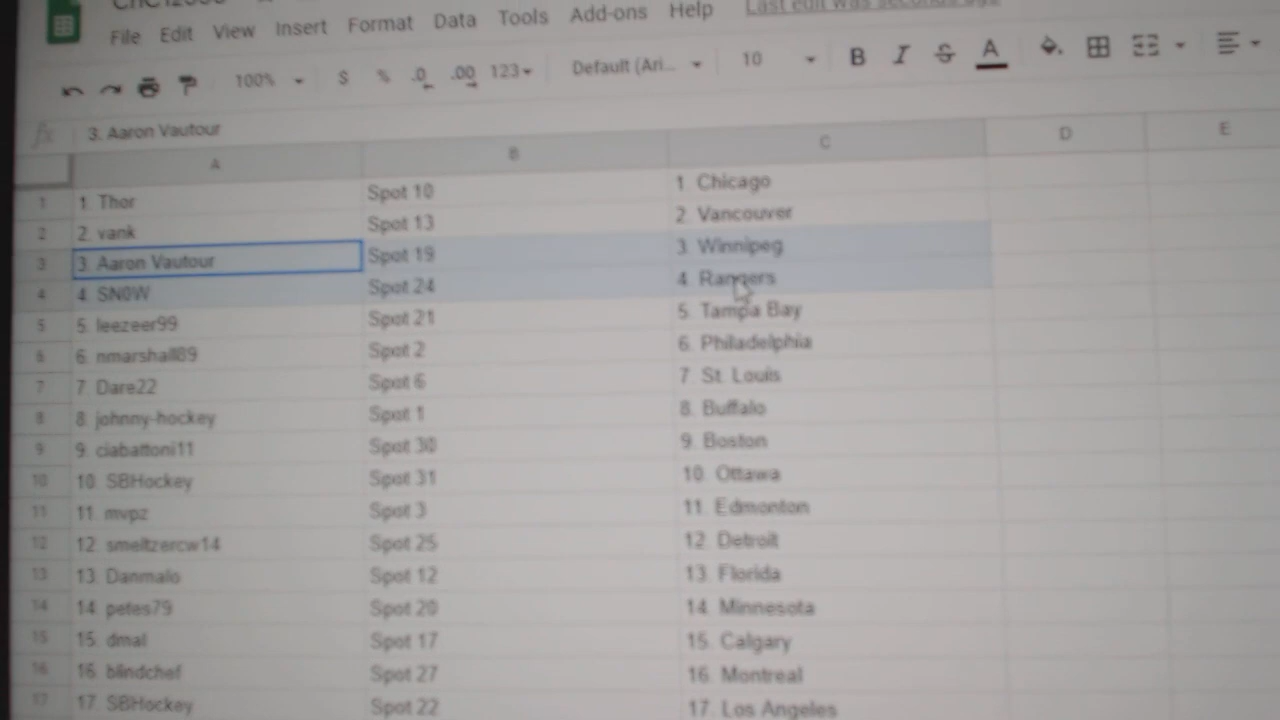 File Edit View Insert Format Data Tools Add-ons Help Last edit was seconds ago
100% $ % .0 .00 123 Default (Ari... 10 B I S A
fx 3. Aaron Vautour
A B C D E
1 1. Thor Spot 10 1. Chicago
2 2. vank Spot 13 2. Vancouver
3 3. Aaron Vautour Spot 19 3. Winnipeg
4 4. SN0W Spot 24 4. Rangers
5 5. leezeer99 Spot 21 5. Tampa Bay
6 6. nmarshall89 Spot 2 6. Philadelphia
7 7. Dare22 Spot 6 7. St. Louis
8 8. johnny-hockey Spot 1 8. Buffalo
9 9. ciabattoni11 Spot 30 9. Boston
10 10. SBHockey Spot 31 10. Ottawa
11 11. mvpz Spot 3 11. Edmonton
12 12. smeltzercw14 Spot 25 12. Detroit
13 13. Danmalo Spot 12 13. Florida
14 14. petes79 Spot 20 14. Minnesota
15 15. dmal Spot 17 15. Calgary
16 16. blindchef Spot 27 16. Montreal
17 17. SBHockey Spot 22 17. Los Angeles